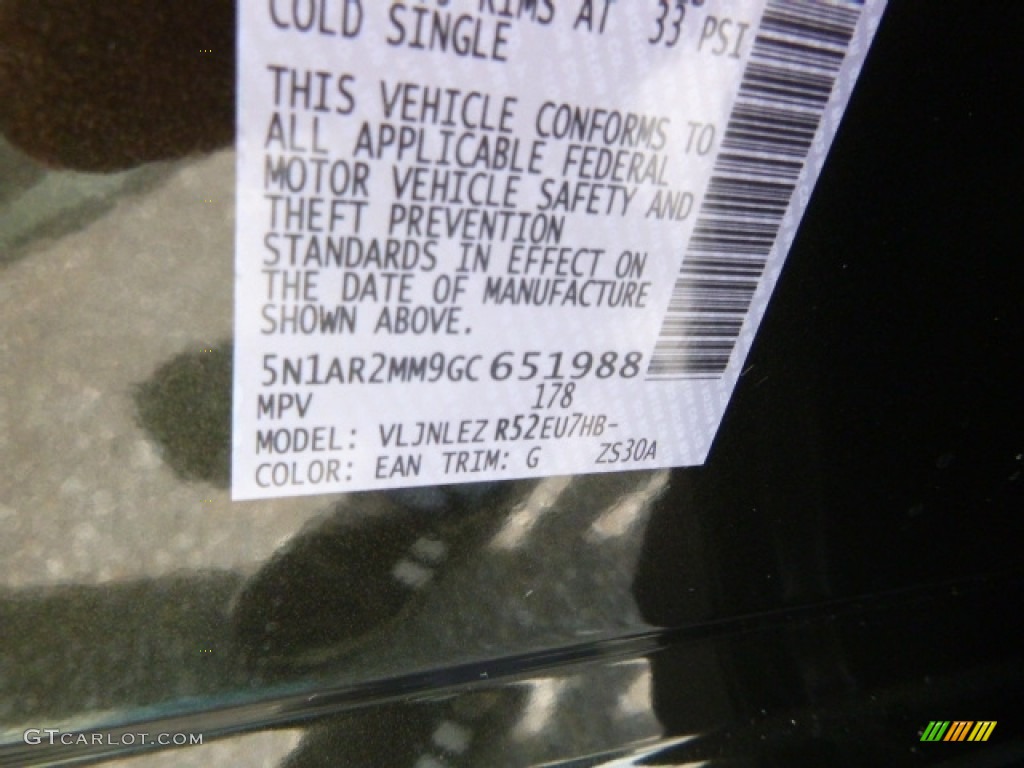 RIMS AT 33 PSI
COLD SINGLE
THIS VEHICLE CONFORMS TO
ALL APPLICABLE FEDERAL
MOTOR VEHICLE SAFETY AND
THEFT PREVENTION
STANDARDS IN EFFECT ON
THE DATE OF MANUFACTURE
SHOWN ABOVE.
5N1AR2MM9GC651988
MPV 178
MODEL: VLJNLEZ R52EU7HB-
COLOR: EAN TRIM: G ZS30A
GTCARLOT.COM